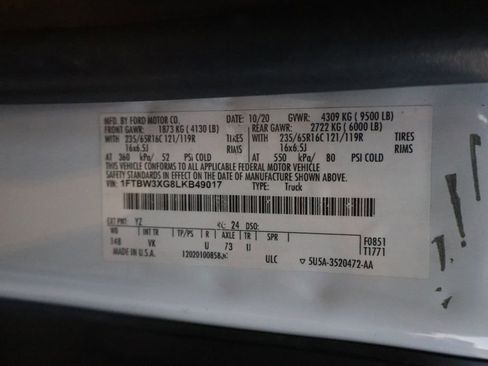 MFD. BY FORD MOTOR CO. DATE: 10/20 GVWR: 4309 KG ( 9500 LB)
FRONT GAWR: 1873 KG ( 4130 LB) REAR GAWR: 2722 KG ( 6000 LB)
235/65R16C 121/119R TIRES 235/65R16C 121/119R TIRES
16x6.5J RIMS 16x6.5J RIMS
AT 360 kPa/ 52 PSi COLD AT 550 kPa/ 80 PSi COLD
THIS VEHICLE CONFORMS TO ALL APPLICABLE FEDERAL MOTOR VEHICLE
SAFETY STANDARDS IN EFFECT ON THE DATE OF MANUFACTURE SHOWN ABOVE.
VIN: 1FTBW3XG8LKB49017 TYPE: Truck
EXT PNT: YZ RC: 24 DSO:
WB INT TR TP/PS R AXLE TR SPR F0851
148 VK U 73 U T1771
MADE IN U.S.A. ULC 5U5A-3520472-AA